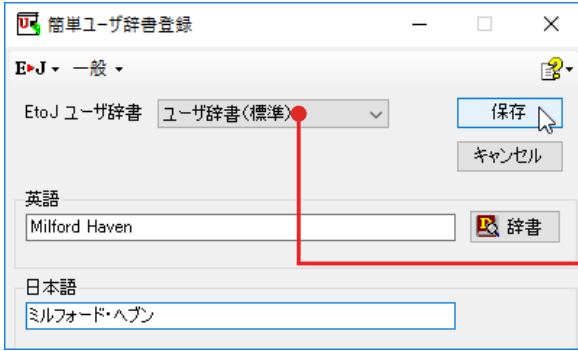 簡単ユーザ辞書登録
E▶J 一般
EtoJ ユーザ辞書 ユーザ辞書(標準) 保存
キャンセル
英語
Milford Haven 辞書
日本語
ミルフォード・ヘブン